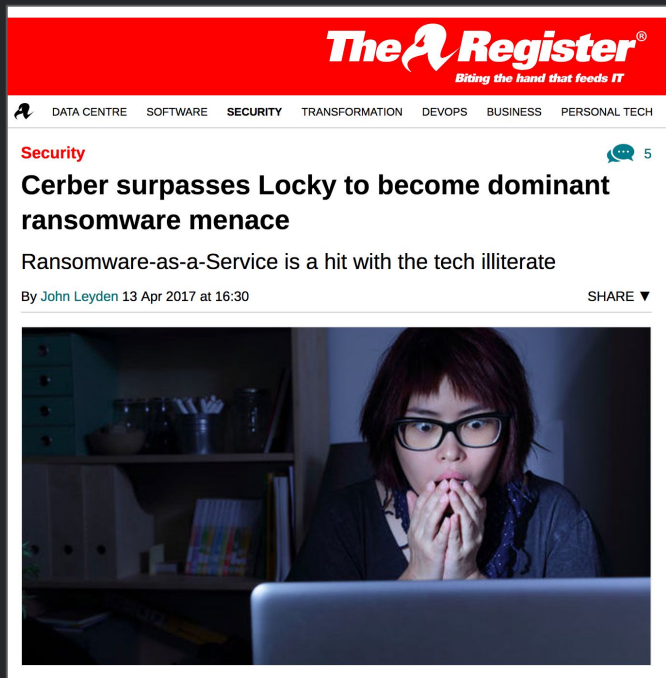 The Register®
Biting the hand that feeds IT
DATA CENTRE SOFTWARE SECURITY TRANSFORMATION DEVOPS BUSINESS PERSONAL TECH
Security
5
Cerber surpasses Locky to become dominant
ransomware menace
Ransomware-as-a-Service is a hit with the tech illiterate
By John Leyden 13 Apr 2017 at 16:30
SHARE ▼